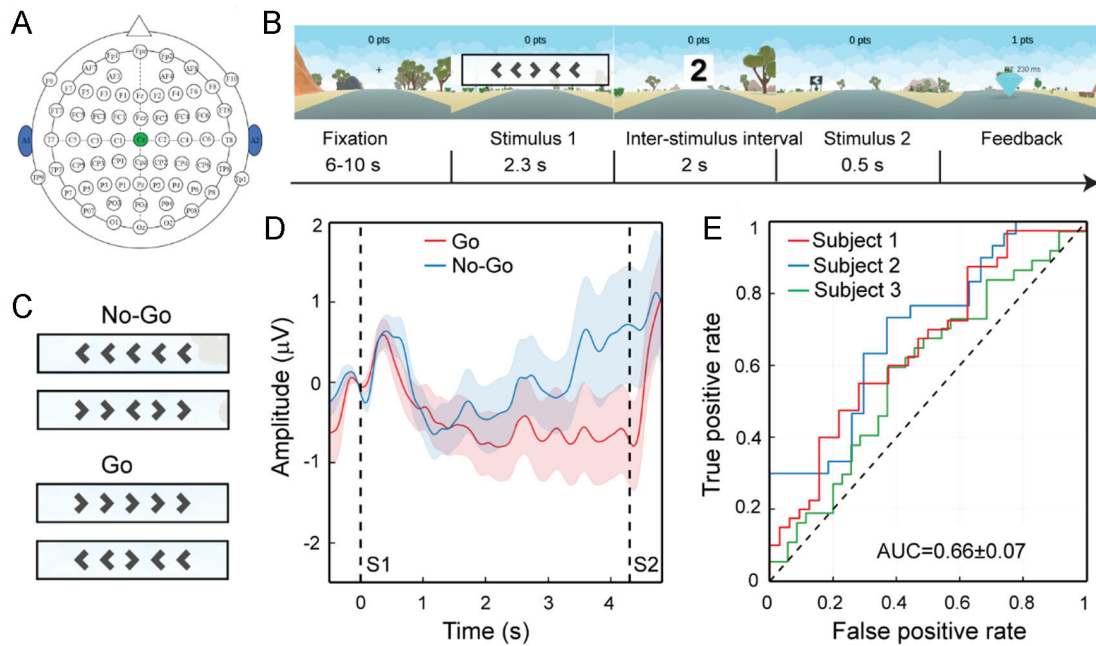 A
Fp1 Fpz Fp2
AF7 AF8
AF3 AF4
F9 F10
F7 F5 F3 F1 Fz F2 F4 F6 F8
FT7 FC5 FC3 FC1 Fcz FC2 FC4 FC6 FT8
A1 T7 C5 C3 C1 Cz C2 C4 C6 T8 A2
CP5 CP3 CP1 Cpz CP2 CP4 CP6
TP9 TP7 TP8 Tp1
P7 P5 P3 P1 Pz P2 P4 P6 P8
PO7 PO3 POz PO4 PO8
O1 Oz O2
B
0 pts 0 pts 0 pts 0 pts 1 pts
2
RT: 230 ms
Fixation Stimulus 1 Inter-stimulus interval Stimulus 2 Feedback
6-10 s 2.3 s 2 s 0.5 s
C
No-Go
Go
D
Go
No-Go
Amplitude (µV)
2
1
0
-1
-2
S1 S2
0 1 2 3 4
Time (s)
E
Subject 1
Subject 2
Subject 3
True positive rate
1
0.8
0.6
0.4
0.2
0
AUC=0.66±0.07
0 0.2 0.4 0.6 0.8 1
False positive rate